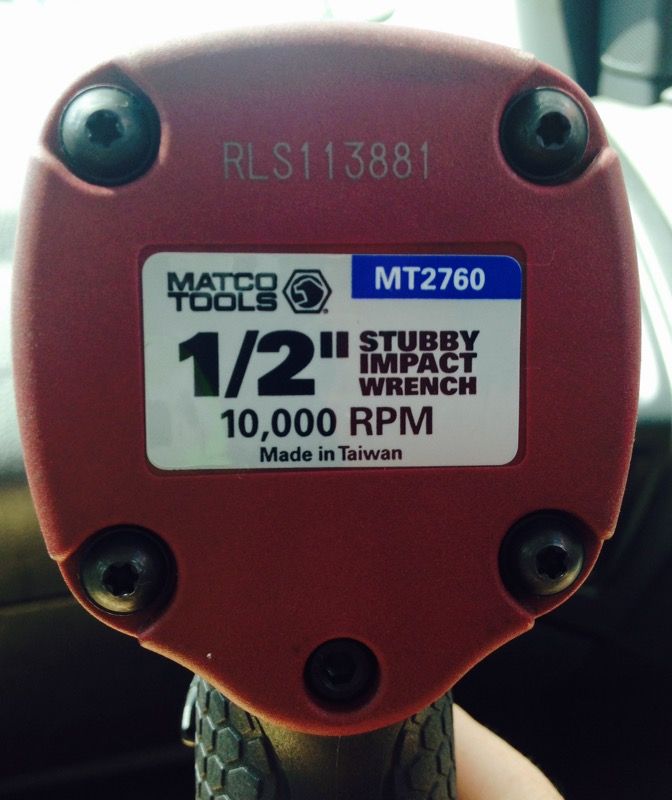 RLS113881
MATCO
TOOLS
MT2760
1/2"
STUBBY
IMPACT
WRENCH
10,000 RPM
Made in Taiwan